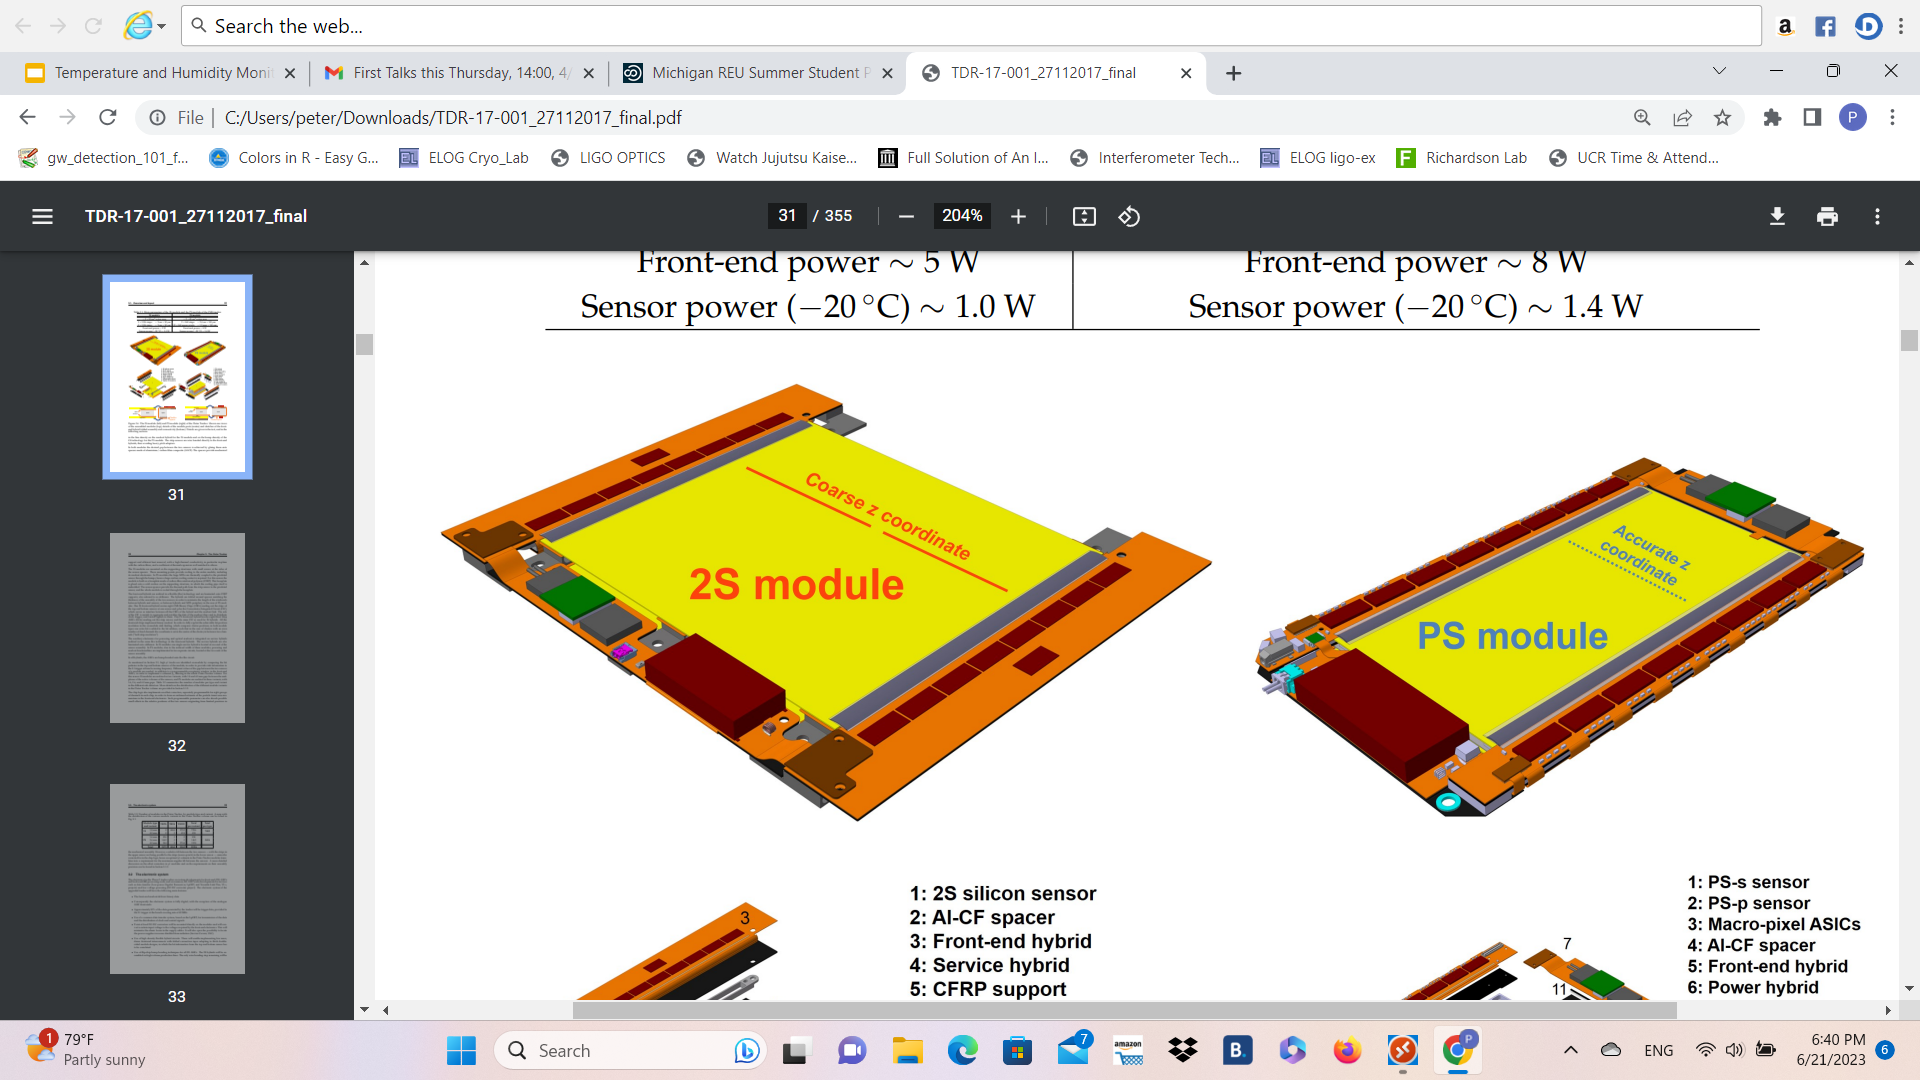 Search the web...
Temperature and Humidity Moni
First Talks this Thursday, 14:00, 4/
Michigan REU Summer Student P
TDR-17-001_27112017_final
File
C:/Users/peter/Downloads/TDR-17-001_27112017_final.pdf
P
gw_detection_101_f...
Colors in R - Easy G...
ELOG Cryo_Lab
LIGO OPTICS
Watch Jujutsu Kaise...
Full Solution of An I...
Interferometer Tech...
ELOG ligo-ex
Richardson Lab
UCR Time & Attend...
TDR-17-001_27112017_final
31 / 355
204%
31
32
33
Front-end power ∼ 5 W
Front-end power ∼ 8 W
Sensor power (−20 °C) ∼ 1.0 W
Sensor power (−20 °C) ∼ 1.4 W
Coarse z coordinate
2S module
Accurate z
coordinate
PS module
3
1: 2S silicon sensor
2: Al-CF spacer
3: Front-end hybrid
4: Service hybrid
5: CFRP support
7
11
1: PS-s sensor
2: PS-p sensor
3: Macro-pixel ASICs
4: Al-CF spacer
5: Front-end hybrid
6: Power hybrid
1
79°F
Partly sunny
Search
7
amazon
B.
P
ENG
6:40 PM
6/21/2023
6